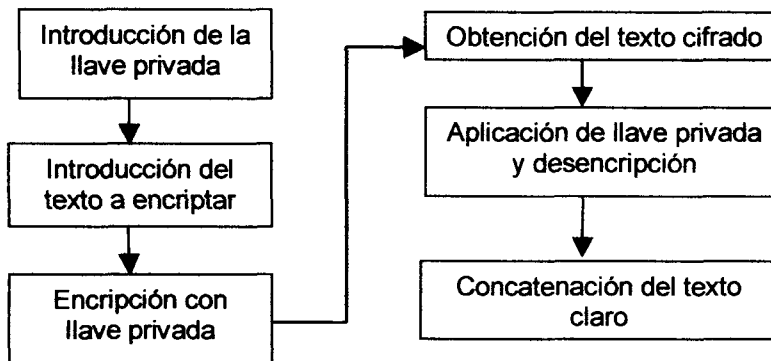 Introducción de la
llave privada
Introducción del
texto a encriptar
Encripción con
llave privada
Obtención del texto cifrado
Aplicación de llave privada
y desencripción
Concatenación del texto
claro